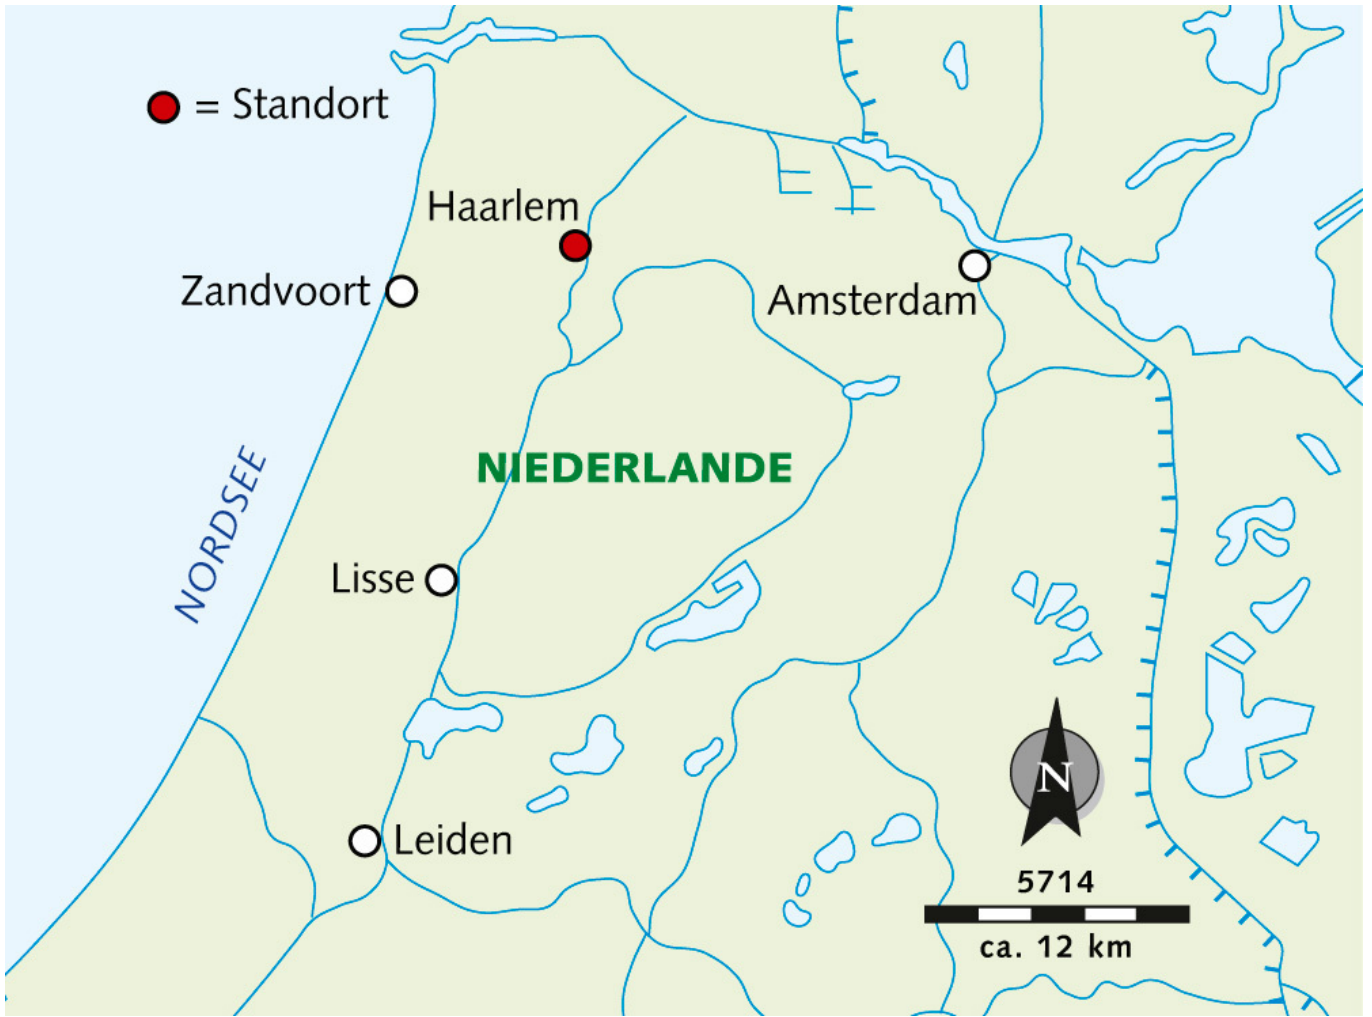 = Standort
Haarlem
Zandvoort
Amsterdam
NIEDERLANDE
NORDSEE
Lisse
N
Leiden
5714
ca. 12 km